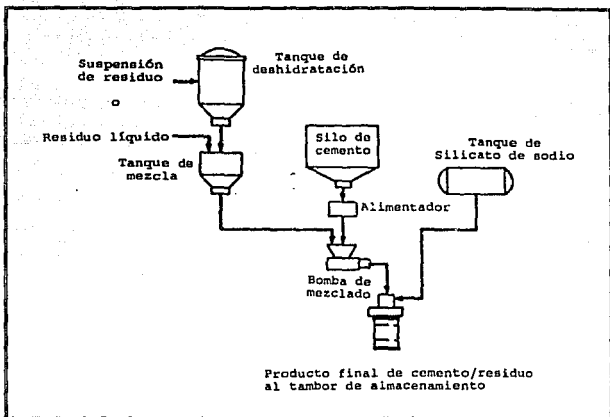 Tanque de
deshidratación
Suspensión
de residuo
o
Residuo líquido
Tanque de
mezcla
Silo de
cemento
Tanque de
Silicato de sodio
Alimentador
Bomba de
mezclado
Producto final de cemento/residuo
al tambor de almacenamiento